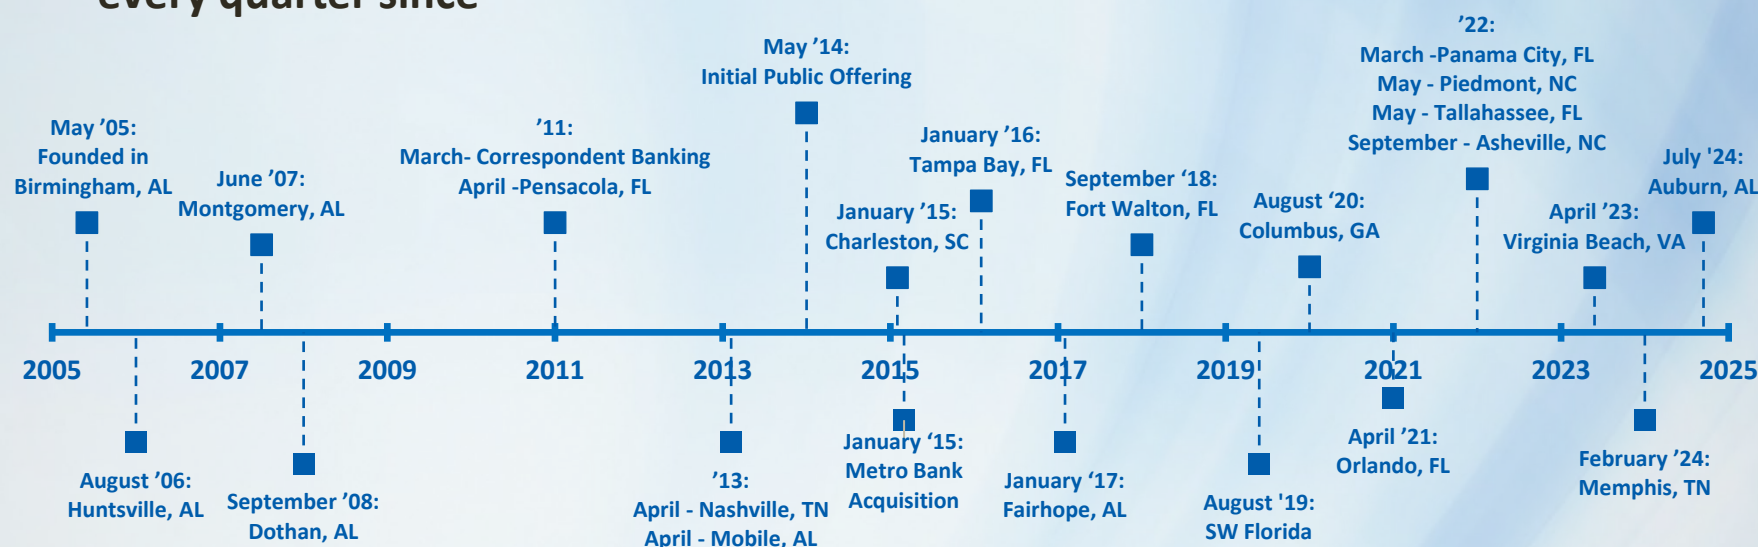 every quarter since
May ’05:
Founded in
Birmingham, AL
June ’07:
Montgomery, AL
’11:
March- Correspondent Banking
April -Pensacola, FL
May ’14:
Initial Public Offering
January ’15:
Charleston, SC
January ’16:
Tampa Bay, FL
September ‘18:
Fort Walton, FL
August ‘20:
Columbus, GA
’22:
March -Panama City, FL
May - Piedmont, NC
May - Tallahassee, FL
September - Asheville, NC
April ’23:
Virginia Beach, VA
July '24:
Auburn, AL
2005
2007
2009
2011
2013
2015
2017
2019
2021
2023
2025
August ’06:
Huntsville, AL
September ’08:
Dothan, AL
’13:
April - Nashville, TN
April - Mobile, AL
January ‘15:
Metro Bank
Acquisition
January ‘17:
Fairhope, AL
August '19:
SW Florida
April ’21:
Orlando, FL
February ’24:
Memphis, TN